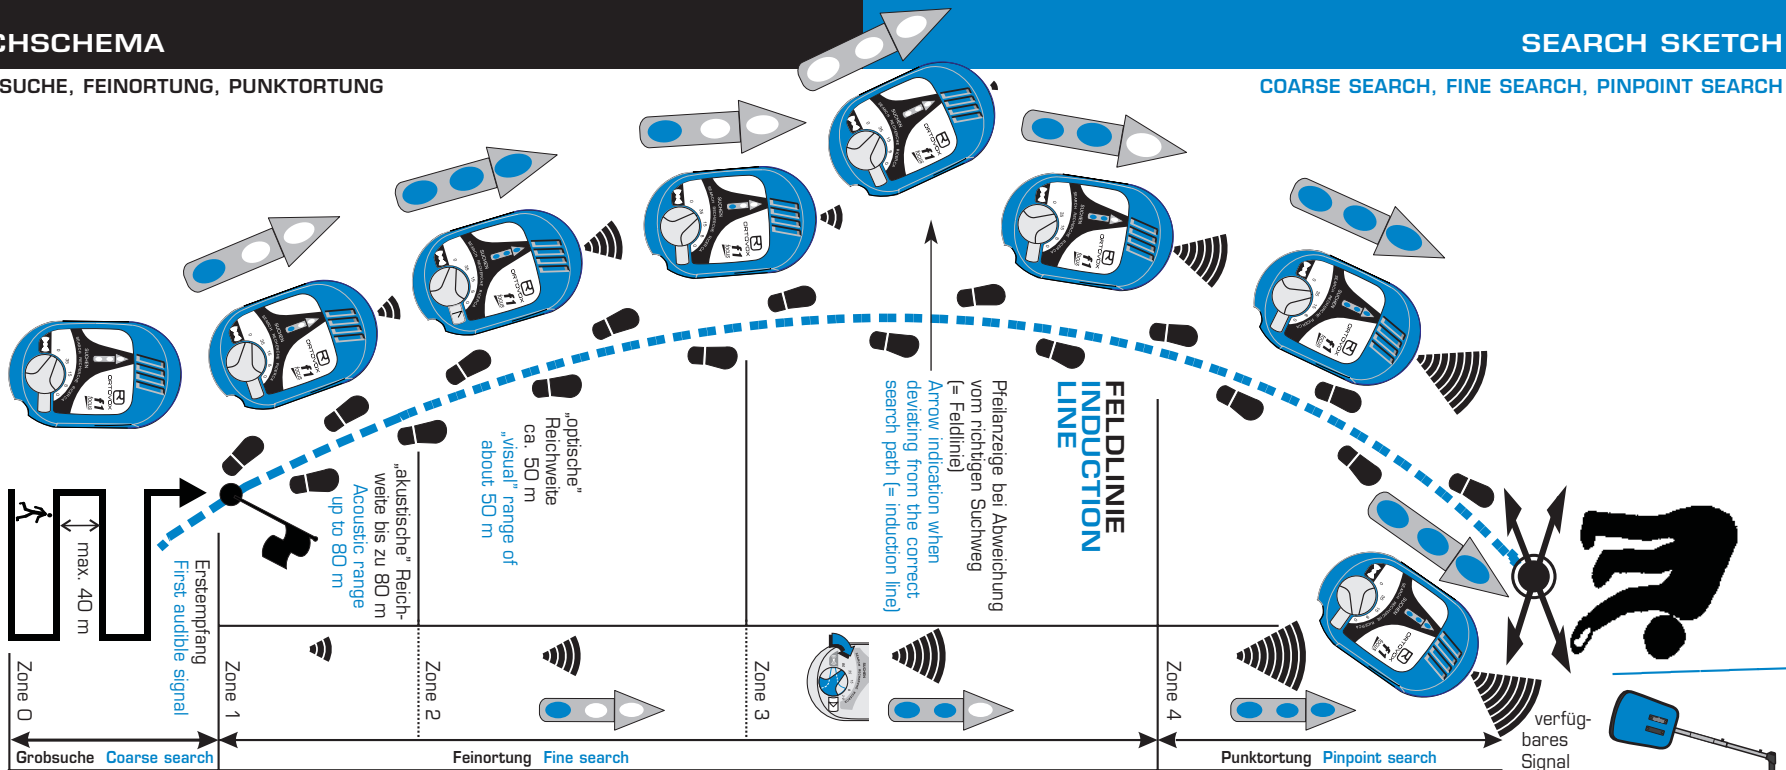 CHSCHEMA
SEARCH SKETCH
SUCHE, FEINORTUNG, PUNKTORTUNG
COARSE SEARCH, FINE SEARCH, PINPOINT SEARCH
max. 40 m
Erstempfang
First audible signal
„akustische” Reich-
weite bis zu 80 m
Acoustic range
up to 80 m
„optische”
Reichweite
ca. 50 m
„visual” range of
about 50 m
Pfeilanzeige bei Abweichung
vom richtigen Suchweg
(= Feldlinie)
Arrow indication when
deviating from the correct
search path (= induction line)
FELDLINIE
INDUCTION
LINE
ORTOVOX
f1
SUCHEN
Zone 0
Zone 1
Zone 2
Zone 3
Zone 4
Grobsuche Coarse search
Feinortung Fine search
Punktortung Pinpoint search
verfüg-
bares
Signal